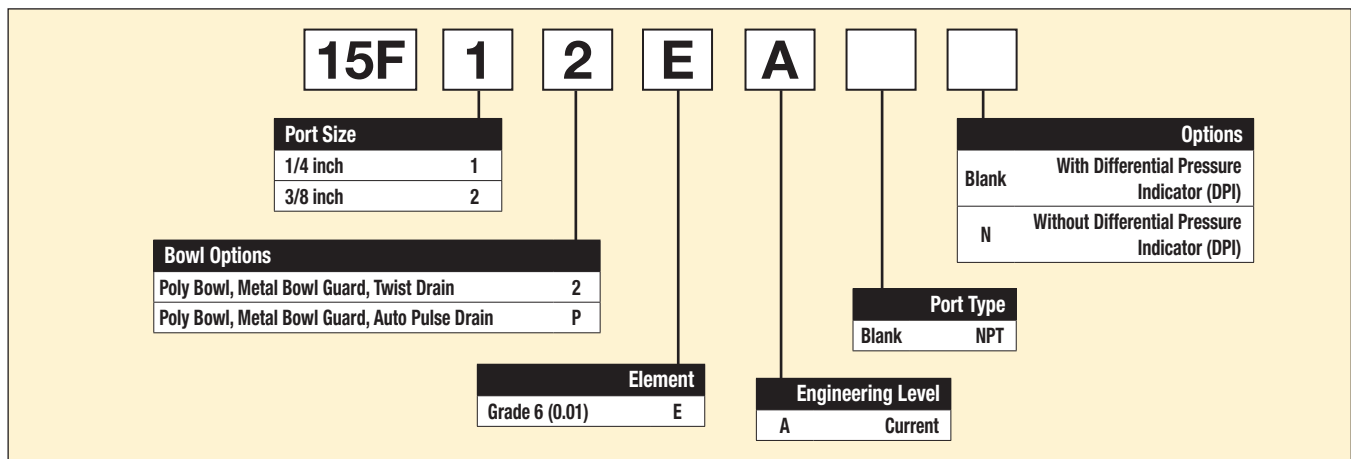 15F 1 2 E A
Port Size
1/4 inch 1
3/8 inch 2
Options
Blank With Differential Pressure
Indicator (DPI)
N Without Differential Pressure
Indicator (DPI)
Bowl Options
Poly Bowl, Metal Bowl Guard, Twist Drain 2
Poly Bowl, Metal Bowl Guard, Auto Pulse Drain P
Port Type
Blank NPT
Element
Grade 6 (0.01) E
Engineering Level
A Current